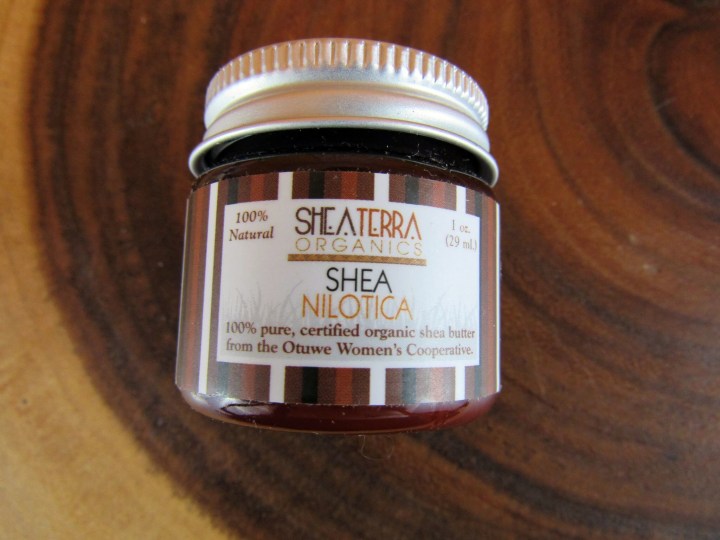 100%
Natural
SHEATERRA
ORGANICS
1 oz.
(29 mL)
SHEA
NILOTICA
100% pure, certified organic shea butter
from the Otuwe Women's Cooperative.